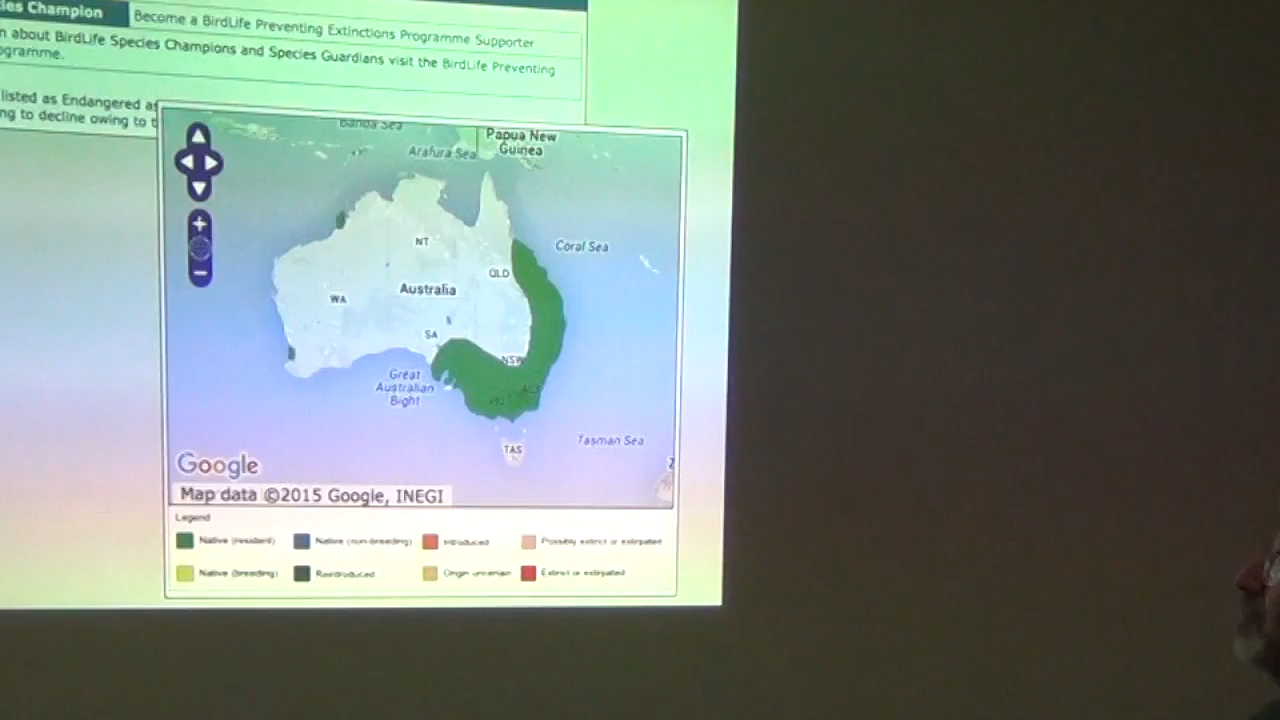 ies Champion
Become a BirdLife Preventing Extinctions Programme Supporter
n about BirdLife Species Champions and Species Guardians visit the BirdLife Preventing
ogramme.
listed as Endangered as
ng to decline owing to t
Banda Sea
Papua New
Guinea
Arafura Sea
NT
Coral Sea
QLD
Australia
WA
SA
NSW
Great
Australian
Bight
Tasman Sea
TAS
Google
Map data ©2015 Google, INEGI
Legend
Native (resident)
Native (non-breeding)
Introduced
Possibly extinct or extirpated
Native (breeding)
Reintroduced
Origin uncertain
Extinct or extirpated